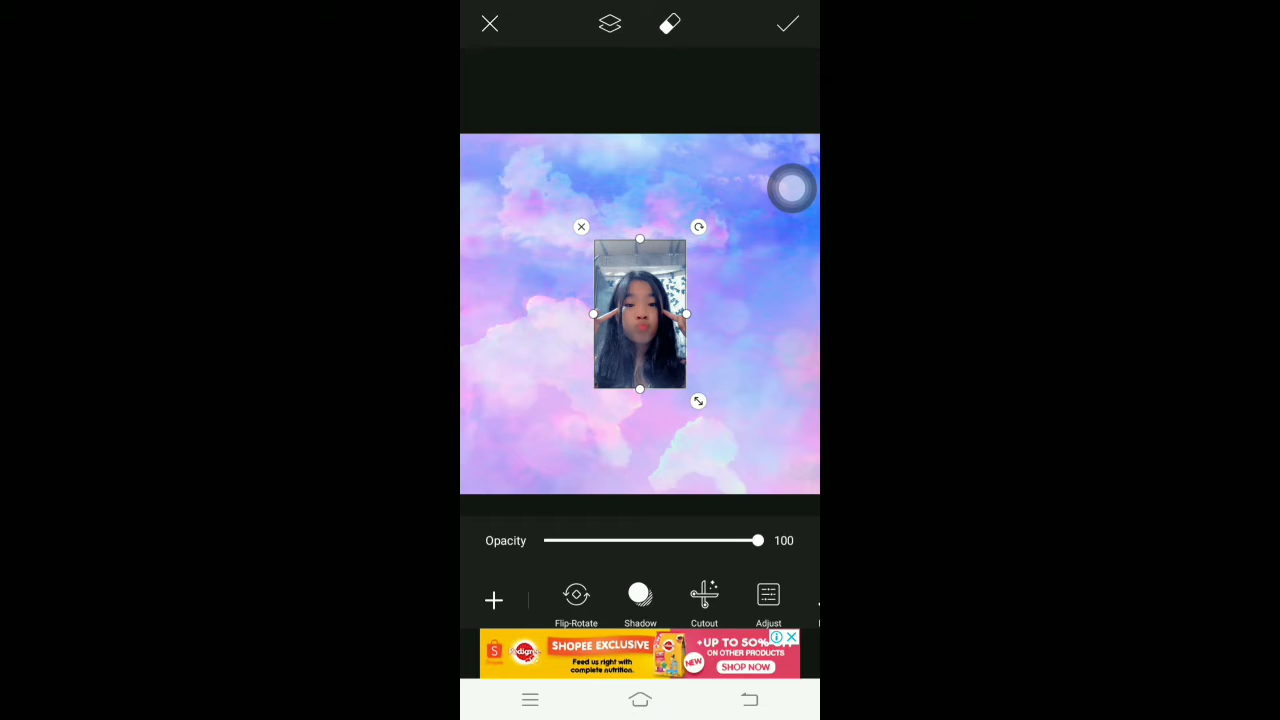 Opacity 100
Flip-Rotate Shadow Cutout Adjust
S Pedigree SHOPEE EXCLUSIVE
Feed us right with
complete nutrition.
NEW
+UP TO 50%
ON OTHER PRODUCTS
SHOP NOW